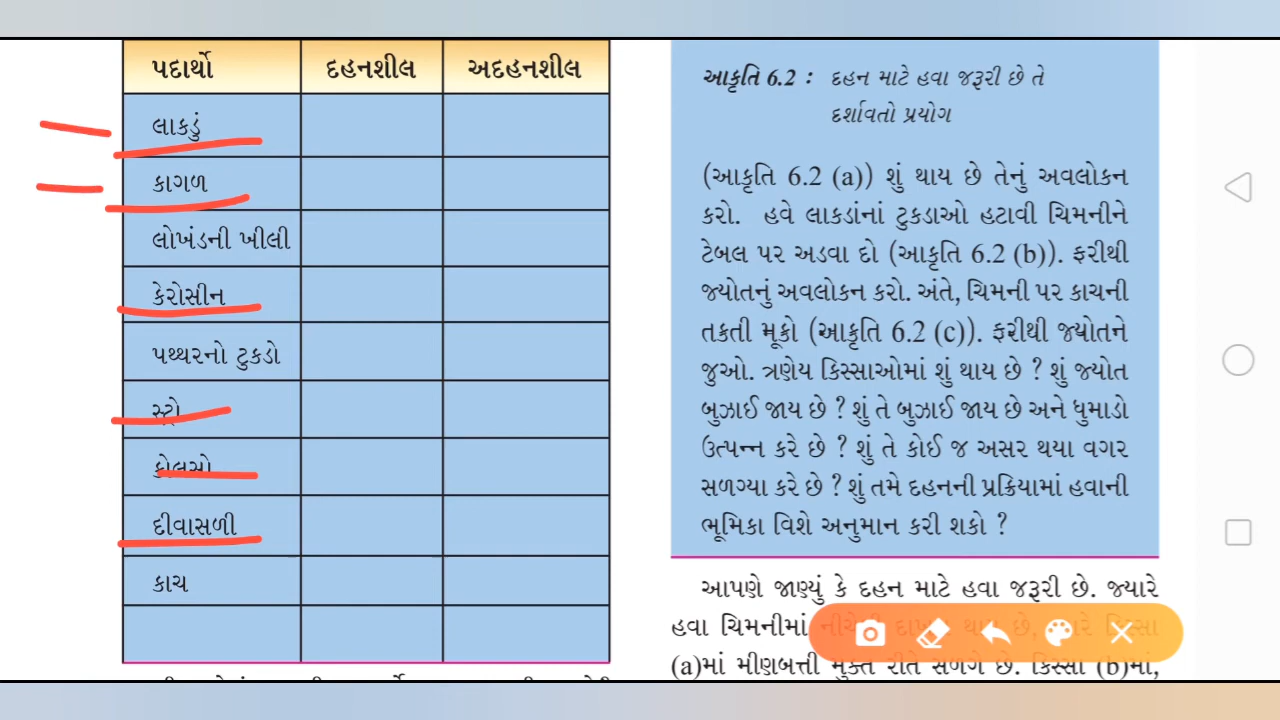 પદાર્થો દહનશીલ અદહનશીલ
લાકડું
કાગળ
લોખંડની ખીલી
કેરોસીન
પથ્થરનો ટુકડો
સ્ટ્રો
કોલસો
દીવાસળી
કાચ
આકૃતિ 6.2 : દહન માટે હવા જરૂરી છે તે
દર્શાવતો પ્રયોગ
(આકૃતિ 6.2 (a)) શું થાય છે તેનું અવલોકન
કરો. હવે લાકડાંનાં ટુકડાઓ હટાવી ચિમનીને
ટેબલ પર અડવા દો (આકૃતિ 6.2 (b)). ફરીથી
જ્યોતનું અવલોકન કરો. અંતે, ચિમની પર કાચની
તકતી મૂકો (આકૃતિ 6.2 (c)). ફરીથી જ્યોતને
જુઓ. ત્રણેય કિસ્સાઓમાં શું થાય છે ? શું જ્યોત
બુઝાઈ જાય છે ? શું તે બુઝાઈ જાય છે અને ધુમાડો
ઉત્પન્ન કરે છે ? શું તે કોઈ જ અસર થયા વગર
સળગ્યા કરે છે ? શું તમે દહનની પ્રક્રિયામાં હવાની
ભૂમિકા વિશે અનુમાન કરી શકો ?
આપણે જાણ્યું કે દહન માટે હવા જરૂરી છે. જ્યારે
હવા ચિમનીમાં
(a)માં મીણબત્તી મુક્ત રીતે સળગે છે. કિસ્સા (b)માં,